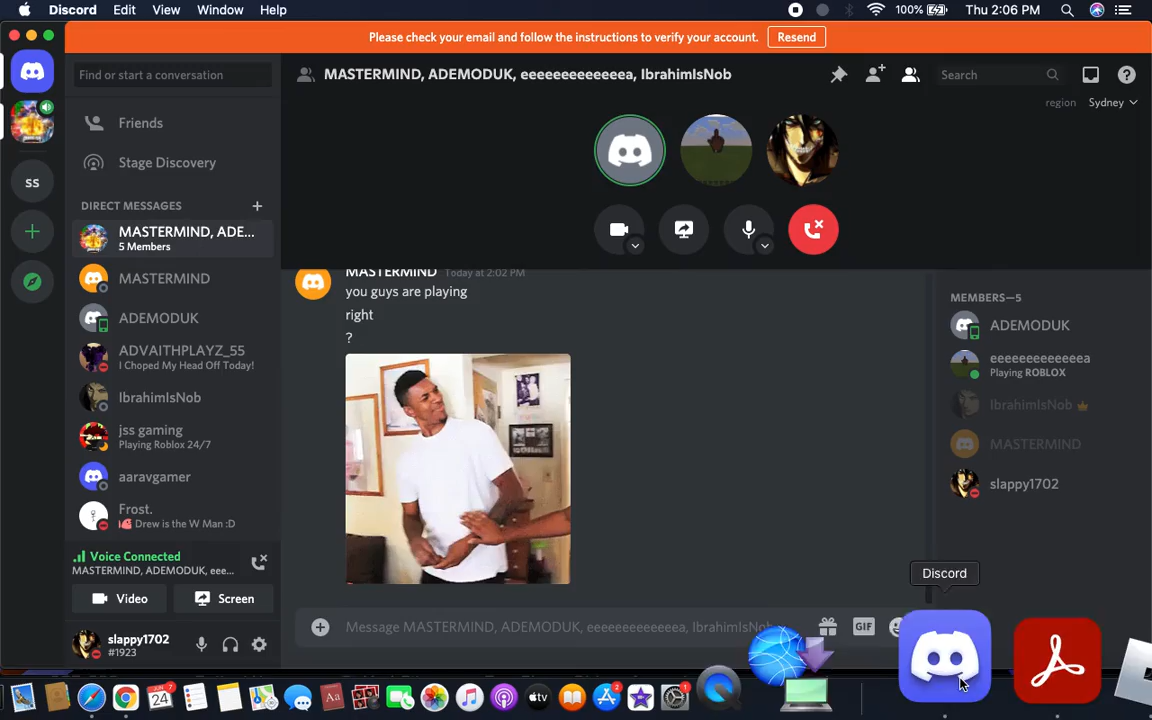 Discord Edit View Window Help 100% Thu 2:06 PM
Please check your email and follow the instructions to verify your account. Resend
Find or start a conversation
MASTERMIND, ADEMODUK, eeeeeeeeeeeeea, IbrahimIsNob
Search
region Sydney
Friends
Stage Discovery
ss
DIRECT MESSAGES
MASTERMIND, ADE...
5 Members
MASTERMIND
ADEMODUK
ADVAITHPLAYZ_55
I Choped My Head Off Today!
IbrahimIsNob
jss gaming
Playing Roblox 24/7
aaravgamer
Frost.
Drew is the W Man :D
Voice Connected
MASTERMIND, ADEMODUK, eee...
Video Screen
slappy1702
#1923
MASTERMIND Today at 2:02 PM
you guys are playing
right
?
Message MASTERMIND, ADEMODUK, eeeeeeeeeeeeea, IbrahimIsNob
GIF
MEMBERS—5
ADEMODUK
eeeeeeeeeeeeea
Playing ROBLOX
IbrahimIsNob
MASTERMIND
slappy1702
Discord